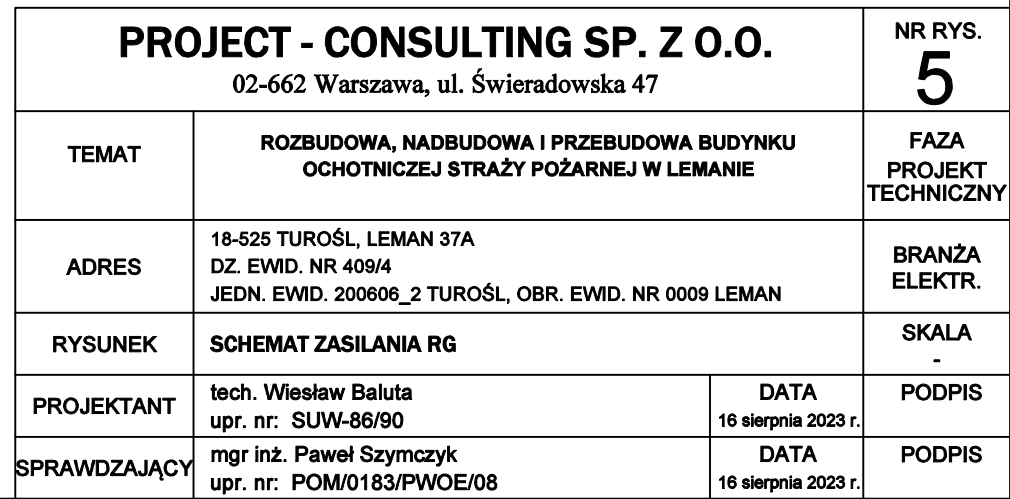 PROJECT - CONSULTING SP. Z O.O.
02-662 Warszawa, ul. Świeradowska 47
NR RYS.
5
TEMAT
ROZBUDOWA, NADBUDOWA I PRZEBUDOWA BUDYNKU
OCHOTNICZEJ STRAŻY POŻARNEJ W LEMANIE
FAZA
PROJEKT
TECHNICZNY
ADRES
18-525 TUROŚL, LEMAN 37A
DZ. EWID. NR 409/4
JEDN. EWID. 200606_2 TUROŚL, OBR. EWID. NR 0009 LEMAN
BRANŻA
ELEKTR.
RYSUNEK
SCHEMAT ZASILANIA RG
SKALA
-
PROJEKTANT
tech. Wiesław Baluta
upr. nr: SUW-86/90
DATA
16 sierpnia 2023 r.
PODPIS
SPRAWDZAJĄCY
mgr inż. Paweł Szymczyk
upr. nr: POM/0183/PWOE/08
DATA
16 sierpnia 2023 r.
PODPIS